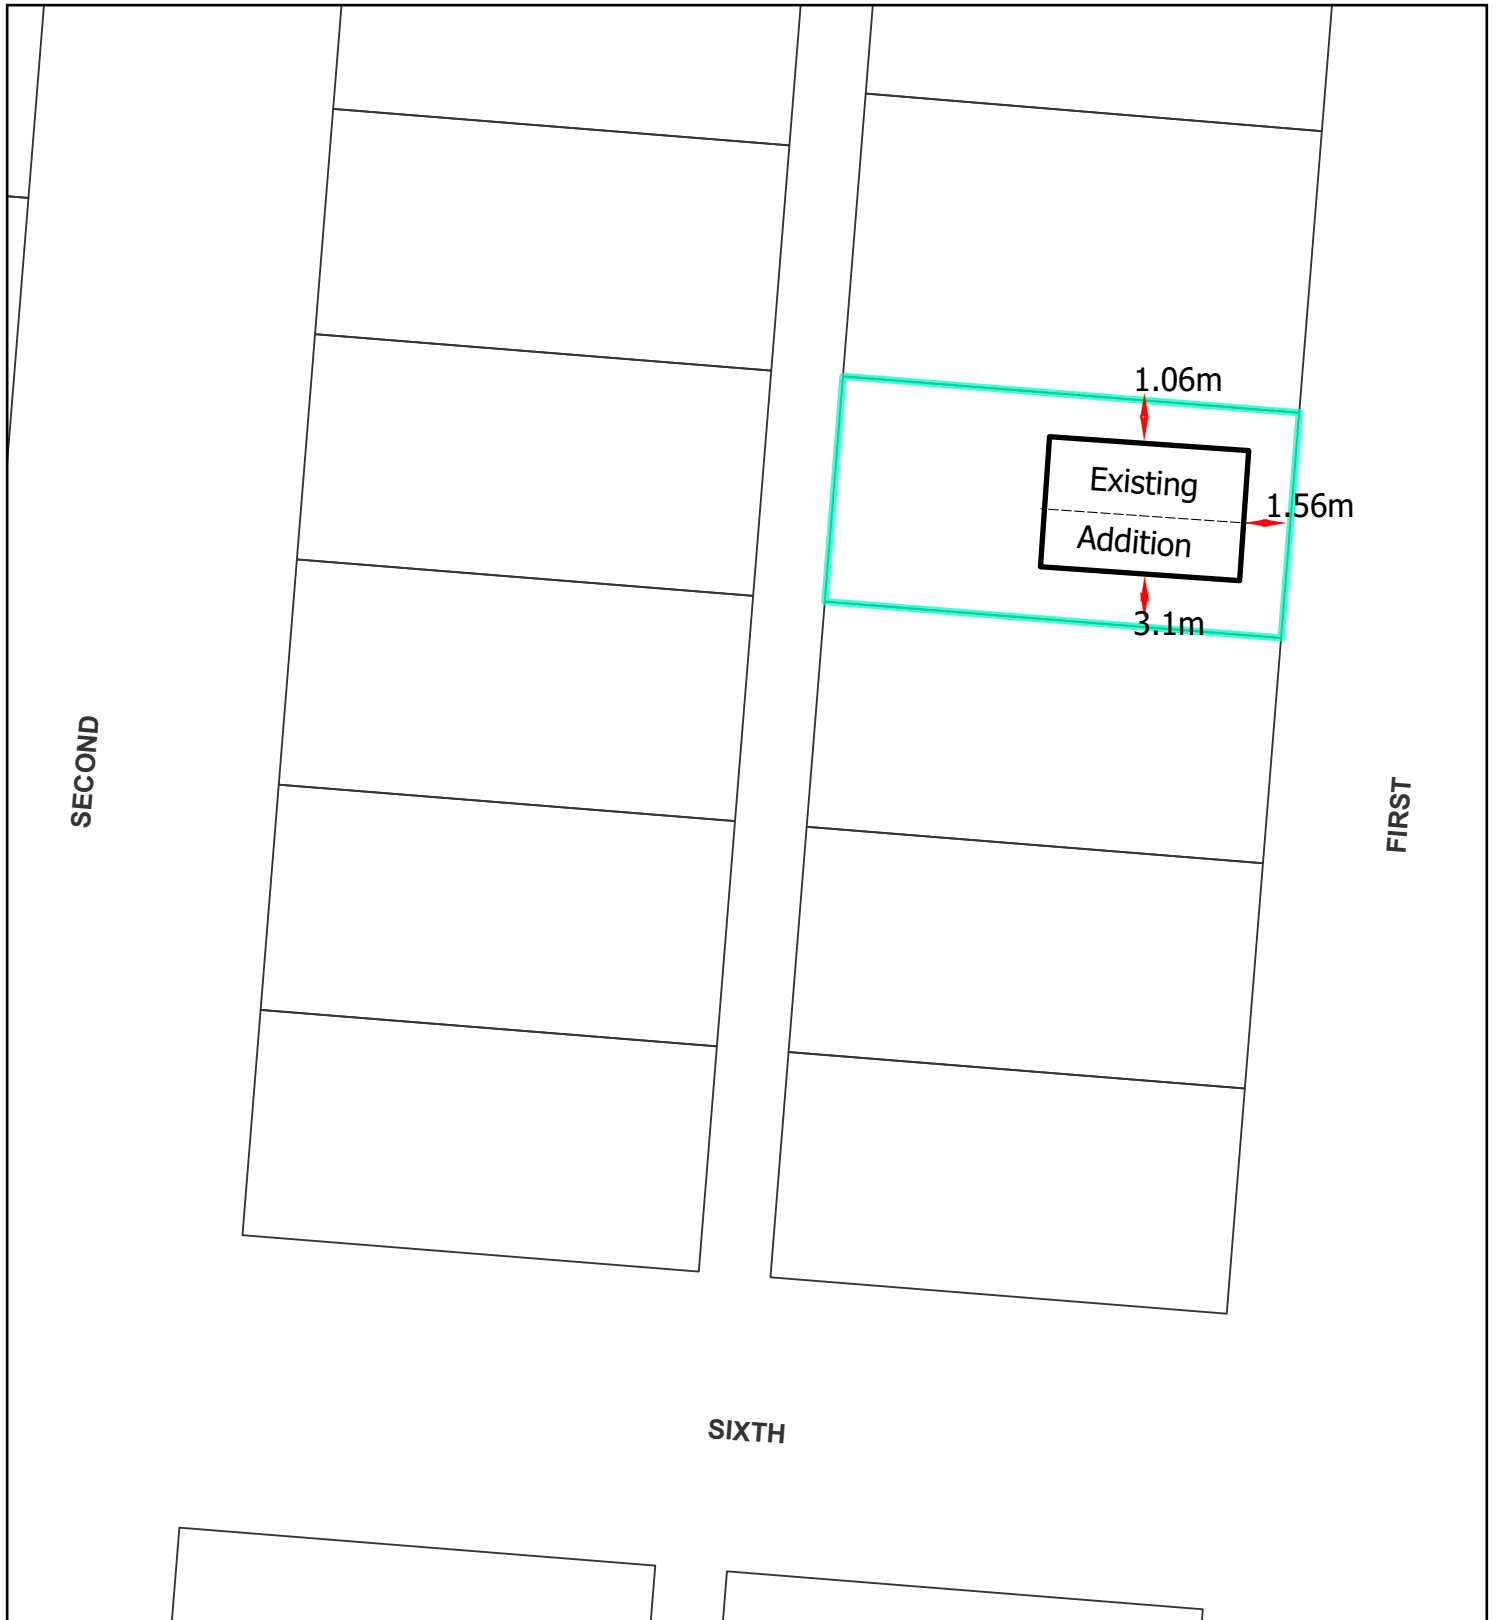 1.06m
Existing
1.56m
Addition
3.1m
SECOND
FIRST
SIXTH